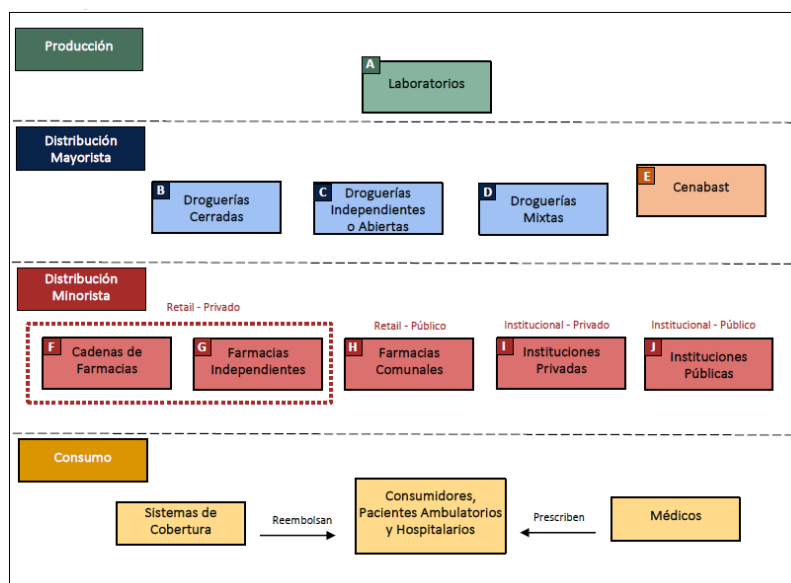 Producción
A
Laboratorios
Distribución
Mayorista
B
Droguerías
Cerradas
C
Droguerías
Independientes
o Abiertas
D
Droguerías
Mixtas
E
Cenabast
Distribución
Minorista
Retail - Privado
Retail - Público
Institucional - Privado
Institucional - Público
F
Cadenas de
Farmacias
G
Farmacias
Independientes
H
Farmacias
Comunales
I
Instituciones
Privadas
J
Instituciones
Públicas
Consumo
Sistemas de
Cobertura
Reembolsan
Consumidores,
Pacientes Ambulatorios
y Hospitalarios
Prescriben
Médicos